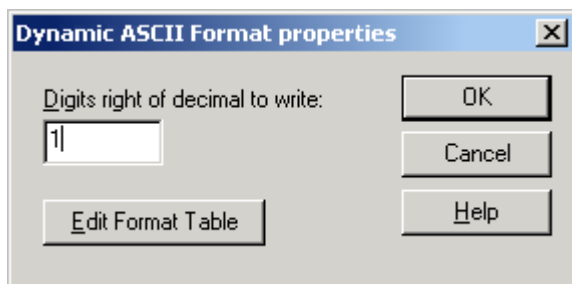 Dynamic ASCII Format properties
Digits right of decimal to write:
1
OK
Cancel
Edit Format Table
Help